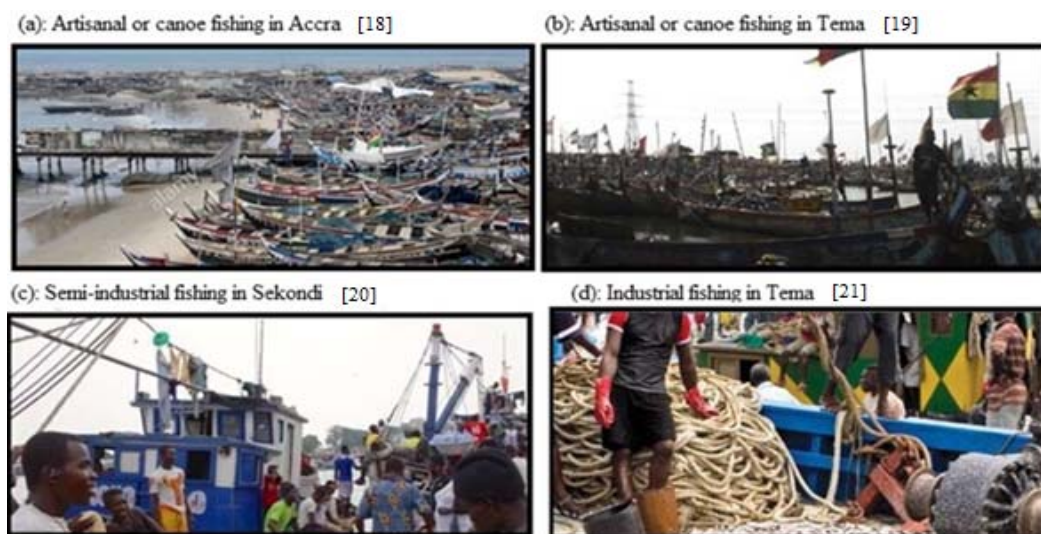 (a): Artisanal or canoe fishing in Accra [18]
(b): Artisanal or canoe fishing in Tema [19]
alamy
(c): Semi-industrial fishing in Sekondi [20]
(d): Industrial fishing in Tema [21]